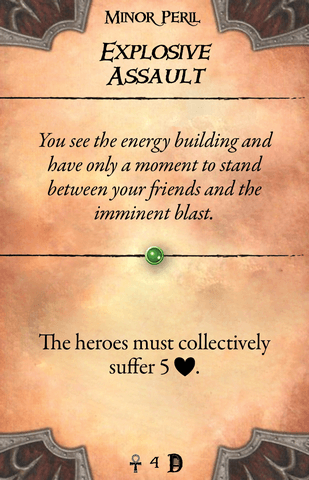 Minor Peril
Explosive
Assault
You see the energy building and
have only a moment to stand
between your friends and the
imminent blast.
The heroes must collectively
suffer 5 ♥.
☥ 4 D